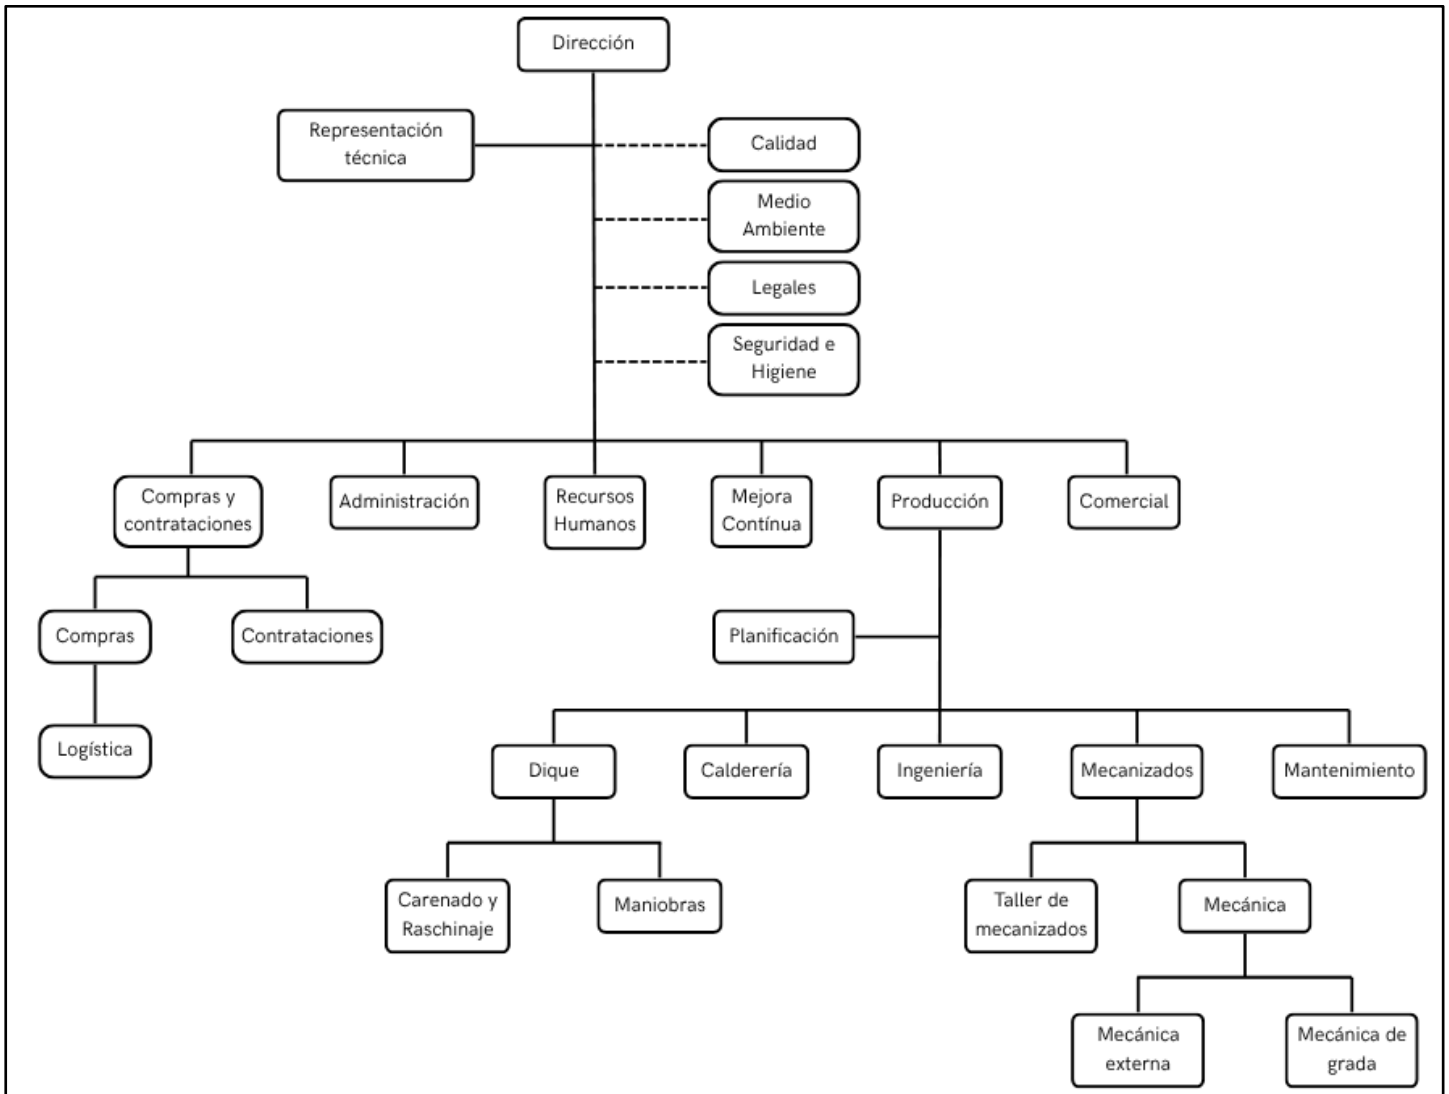 Dirección
Representación
técnica
Calidad
Medio
Ambiente
Legales
Seguridad e
Higiene
Compras y
contrataciones
Administración
Recursos
Humanos
Mejora
Contínua
Producción
Comercial
Compras
Contrataciones
Planificación
Logística
Dique
Calderería
Ingeniería
Mecanizados
Mantenimiento
Carenado y
Raschinaje
Maniobras
Taller de
mecanizados
Mecánica
Mecánica
externa
Mecánica de
grada